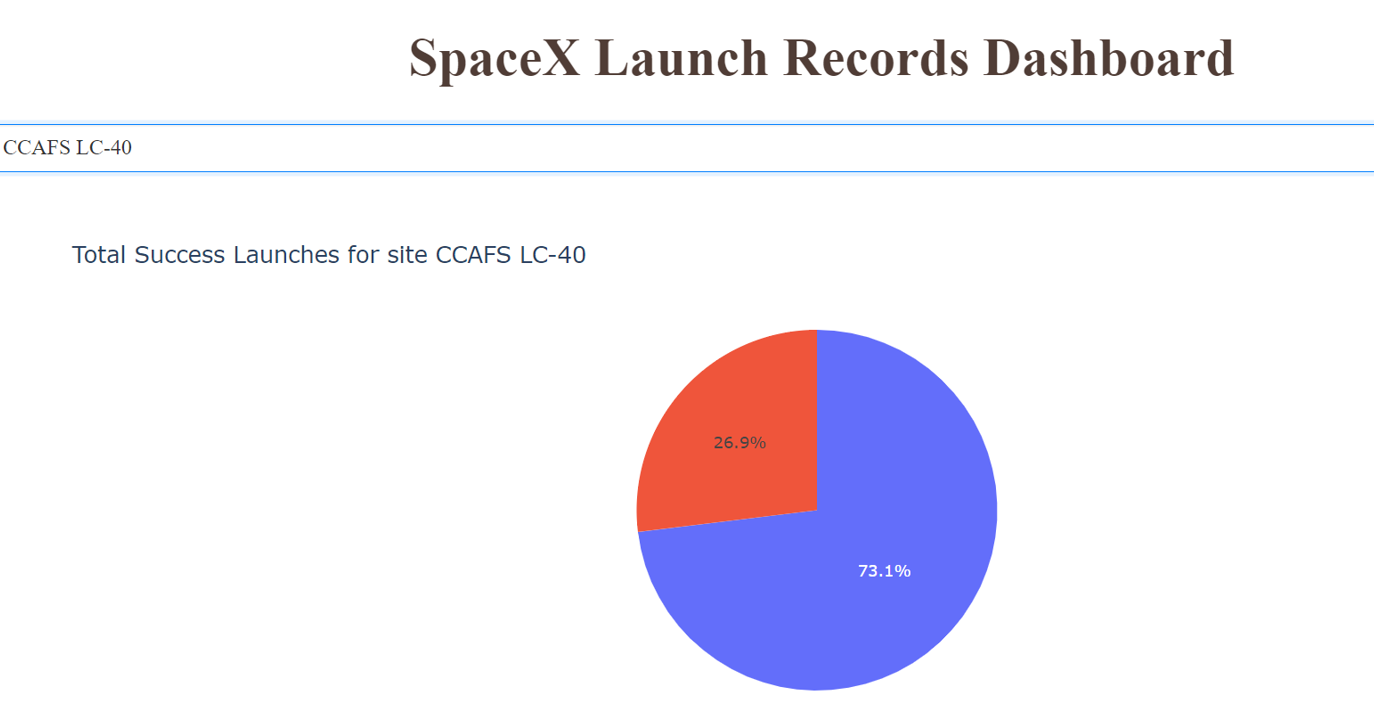 SpaceX Launch Records Dashboard
CCAFS LC-40
Total Success Launches for site CCAFS LC-40
26.9%
73.1%